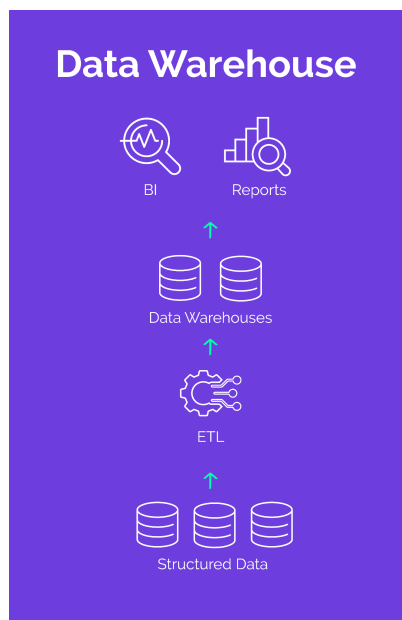 Data Warehouse
BI
Reports
Data Warehouses
ETL
Structured Data